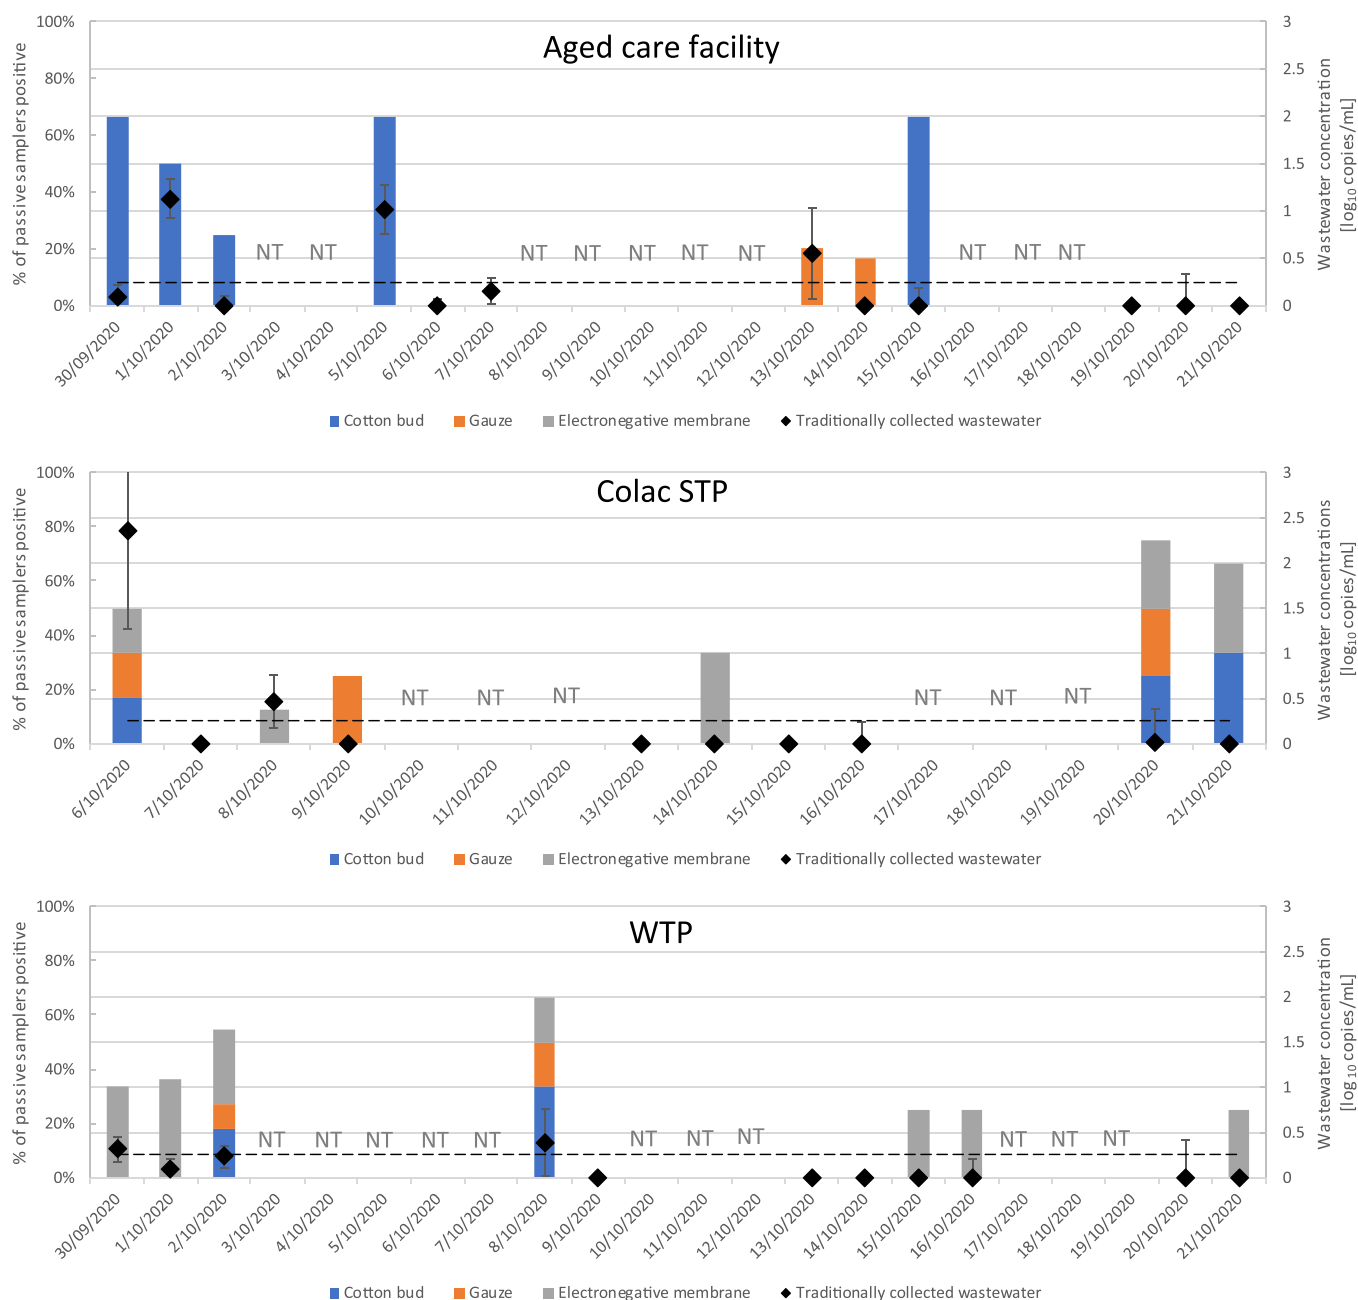 Aged care facility
% of passive samplers positive
100%
80%
60%
40%
20%
0%
NT NT NT NT NT NT NT NT NT NT
3
2.5
2
1.5
1
0.5
0
Wastewater concentration
[log10 copies/mL]
30/09/2020 1/10/2020 2/10/2020 3/10/2020 4/10/2020 5/10/2020 6/10/2020 7/10/2020 8/10/2020 9/10/2020 10/10/2020 11/10/2020 12/10/2020 13/10/2020 14/10/2020 15/10/2020 16/10/2020 17/10/2020 18/10/2020 19/10/2020 20/10/2020 21/10/2020
Cotton bud Gauze Electronegative membrane Traditionally collected wastewater
Colac STP
% of passive samplers positive
100%
80%
60%
40%
20%
0%
NT NT NT NT NT NT
3
2.5
2
1.5
1
0.5
0
Wastewater concentrations
[log10 copies/mL]
6/10/2020 7/10/2020 8/10/2020 9/10/2020 10/10/2020 11/10/2020 12/10/2020 13/10/2020 14/10/2020 15/10/2020 16/10/2020 17/10/2020 18/10/2020 19/10/2020 20/10/2020 21/10/2020
Cotton bud Gauze Electronegative membrane Traditionally collected wastewater
WTP
% of passive samplers positive
100%
80%
60%
40%
20%
0%
NT NT NT NT NT NT NT NT NT NT NT
3
2.5
2
1.5
1
0.5
0
Wastewater concentration
[log10 copies/mL]
30/09/2020 1/10/2020 2/10/2020 3/10/2020 4/10/2020 5/10/2020 6/10/2020 7/10/2020 8/10/2020 9/10/2020 10/10/2020 11/10/2020 12/10/2020 13/10/2020 14/10/2020 15/10/2020 16/10/2020 17/10/2020 18/10/2020 19/10/2020 20/10/2020 21/10/2020
Cotton bud Gauze Electronegative membrane Traditionally collected wastewater